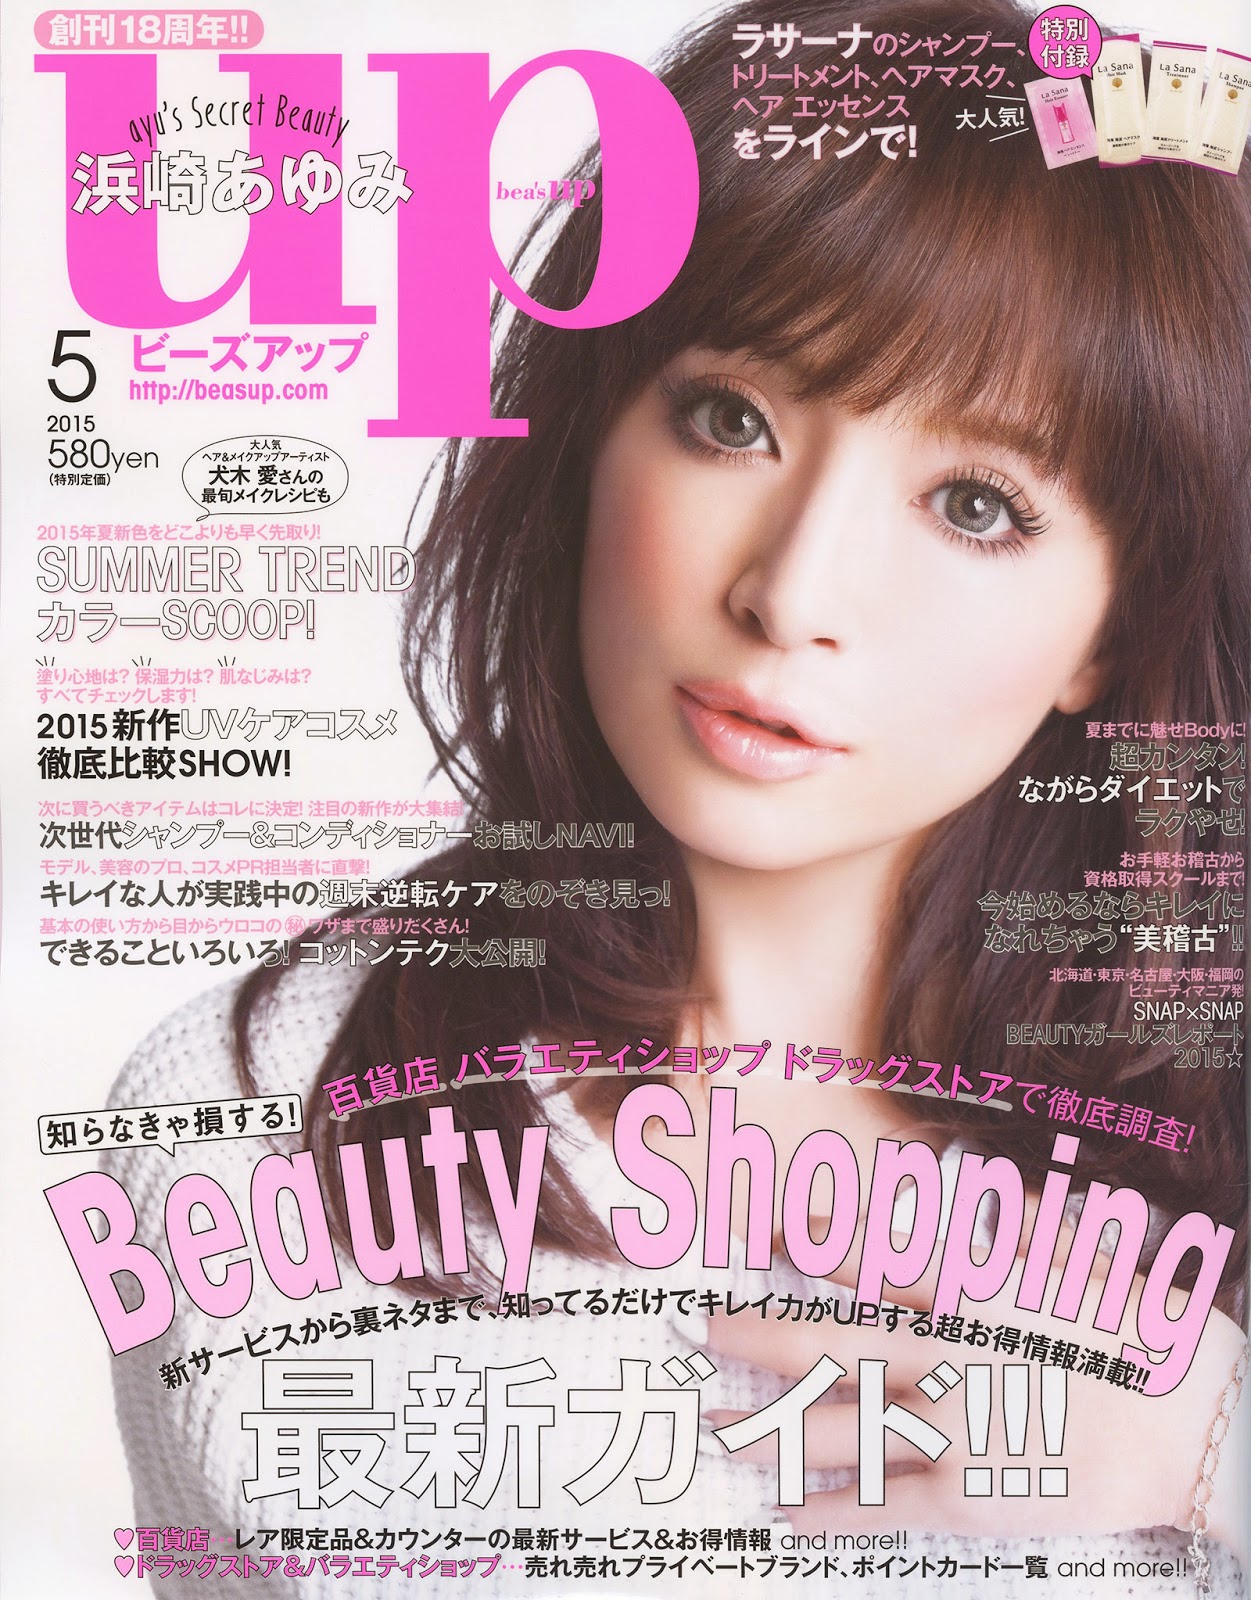 創刊18周年!!
up
ayu's Secret Beauty
浜崎あゆみ
bea's up
ビーズアップ
http://beasup.com
5
2015
580yen
(特別定価)
大人気
ヘア&メイクアップアーティスト
犬木 愛さんの
最旬メイクレシピも
ラサーナのシャンプー、
トリートメント、ヘアマスク、
ヘア エッセンス
をラインで!
大人気!
特別
付録
La Sana
Hair Essence
La Sana
Hair Mask
La Sana
Treatment
La Sana
Shampoo
2015年夏新色をどこよりも早く先取り!
SUMMER TREND
カラーSCOOP!
塗り心地は? 保湿力は? 肌なじみは?
すべてチェックします!
2015新作UVケアコスメ
徹底比較SHOW!
次に買うべきアイテムはコレに決定! 注目の新作が大集結!
次世代シャンプー&コンディショナーお試しNAVI!
モデル、美容のプロ、コスメPR担当者に直撃!
キレイな人が実践中の週末逆転ケアをのぞき見っ!
基本の使い方から目からウロコの㊙ワザまで盛りだくさん!
できることいろいろ! コットンテク大公開!
夏までに魅せBodyに!
超カンタン!
ながらダイエットで
ラクやせ!
お手軽お稽古から
資格取得スクールまで!
今始めるならキレイに
なれちゃう“美稽古”!!
北海道・東京・名古屋・大阪・福岡の
ビューティマニア発!
SNAP×SNAP
BEAUTYガールズレポート
2015☆
百貨店 バラエティショップ ドラッグストアで徹底調査!
知らなきゃ損する!
Beauty Shopping
新サービスから裏ネタまで、知ってるだけでキレイ力がUPする超お得情報満載!!
最新ガイド!!!
♥百貨店…レア限定品&カウンターの最新サービス&お得情報 and more!!
♥ドラッグストア&バラエティショップ…売れ売れプライベートブランド、ポイントカード一覧 and more!!